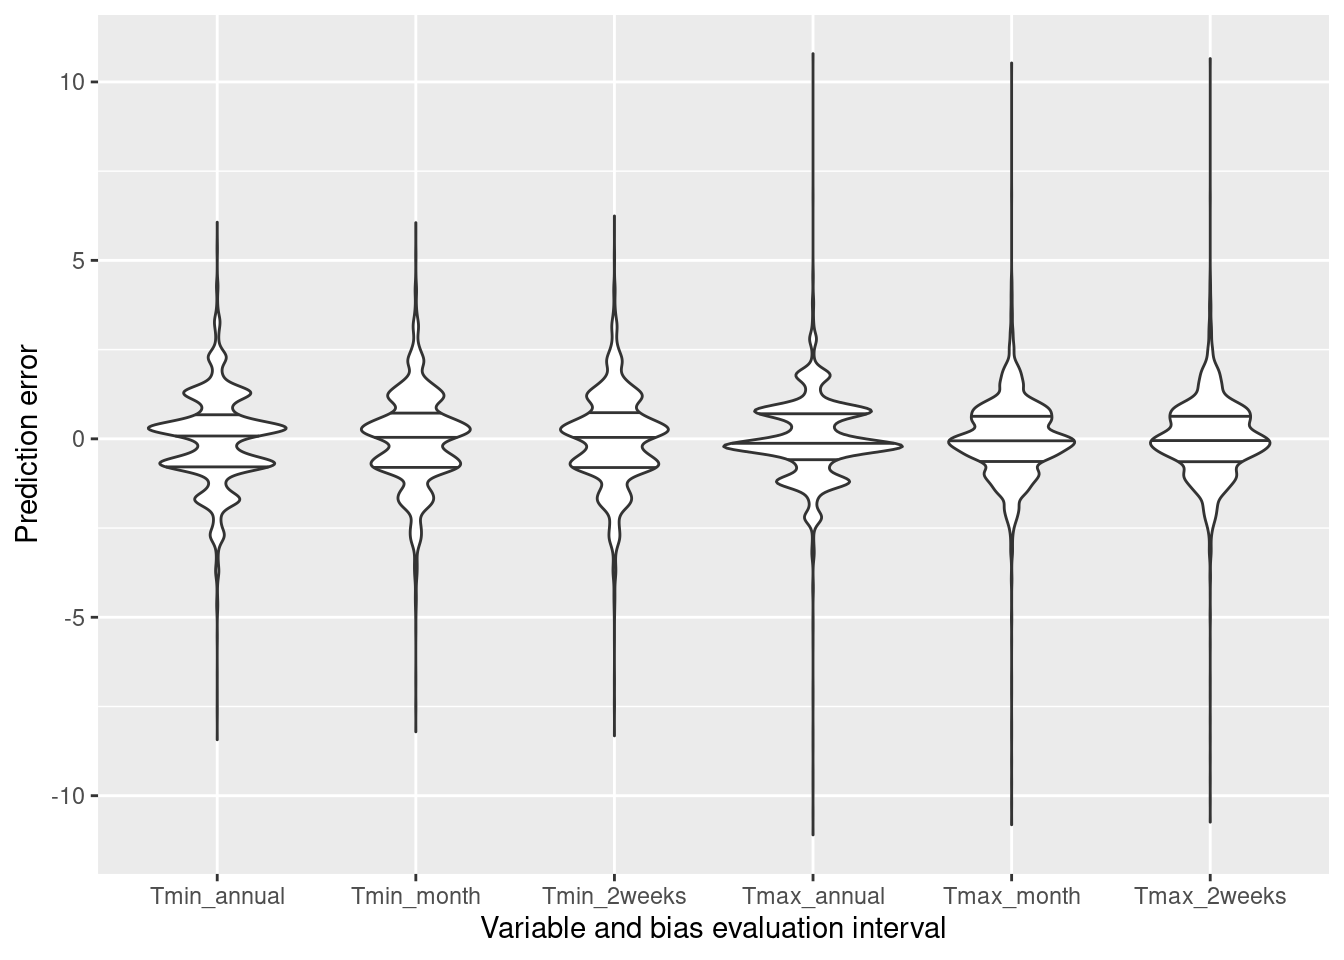 Prediction error
10
5
0
-5
-10
Tmin_annual Tmin_month Tmin_2weeks Tmax_annual Tmax_month Tmax_2weeks
Variable and bias evaluation interval